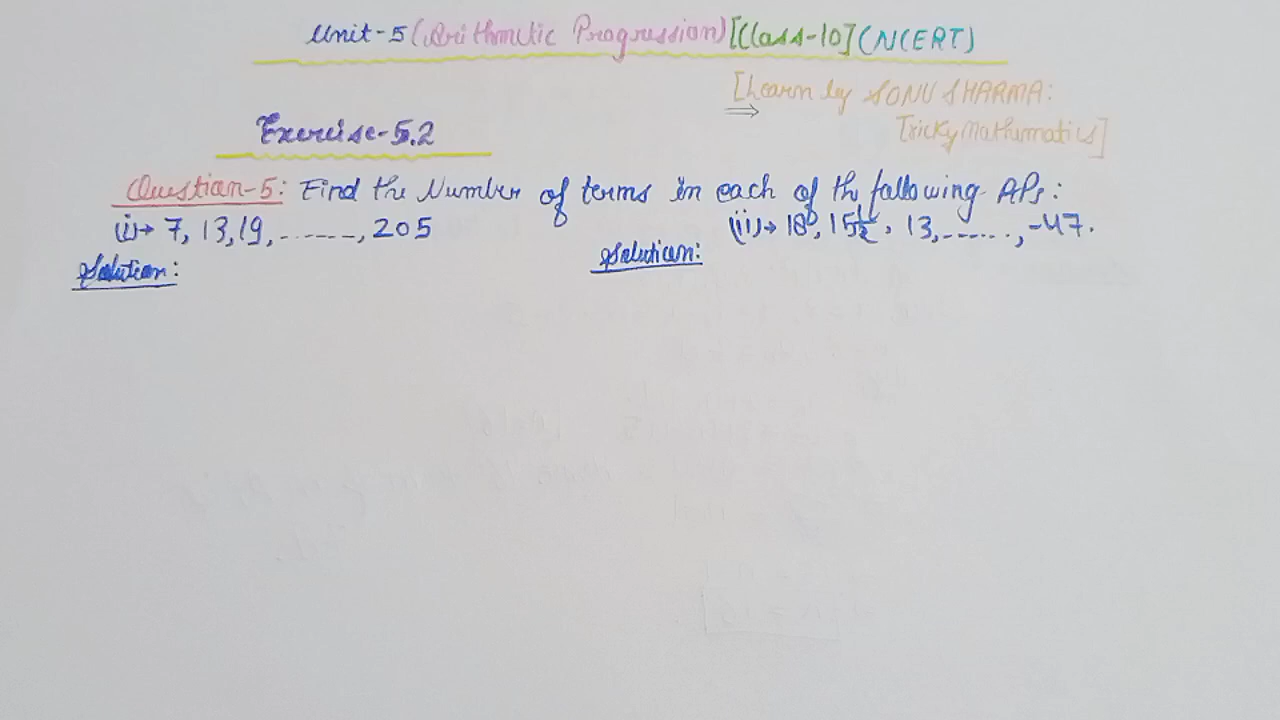 Unit-5 (Arithmetic Progression) [Class-10] (NCERT)
⇒ [Learn by SONU SHARMA:
Tricky Mathematics]
Exercise-5.2
Question-5: Find the Number of terms in each of th following APs:
(i)→ 7, 13, 19, ......., 205
(ii)→ 18, 15½, 13, ......., -47.
Solution:
Solution: